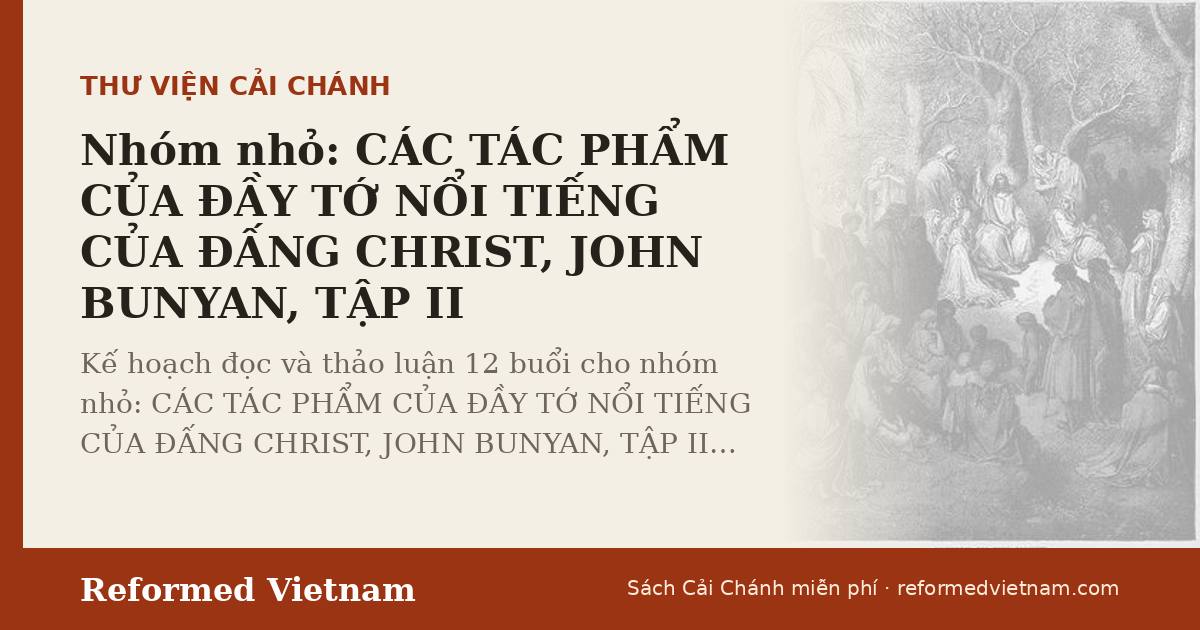 THƯ VIỆN CẢI CHÁNH
Nhóm nhỏ: CÁC TÁC PHẨM
CỦA ĐẦY TỚ NỔI TIẾNG
CỦA ĐẤNG CHRIST, JOHN
BUNYAN, TẬP II
Kế hoạch đọc và thảo luận 12 buổi cho nhóm
nhỏ: CÁC TÁC PHẨM CỦA ĐẦY TỚ NỔI TIẾNG
CỦA ĐẤNG CHRIST, JOHN BUNYAN, TẬP II...
Reformed Vietnam
Sách Cải Chánh miễn phí · reformedvietnam.com